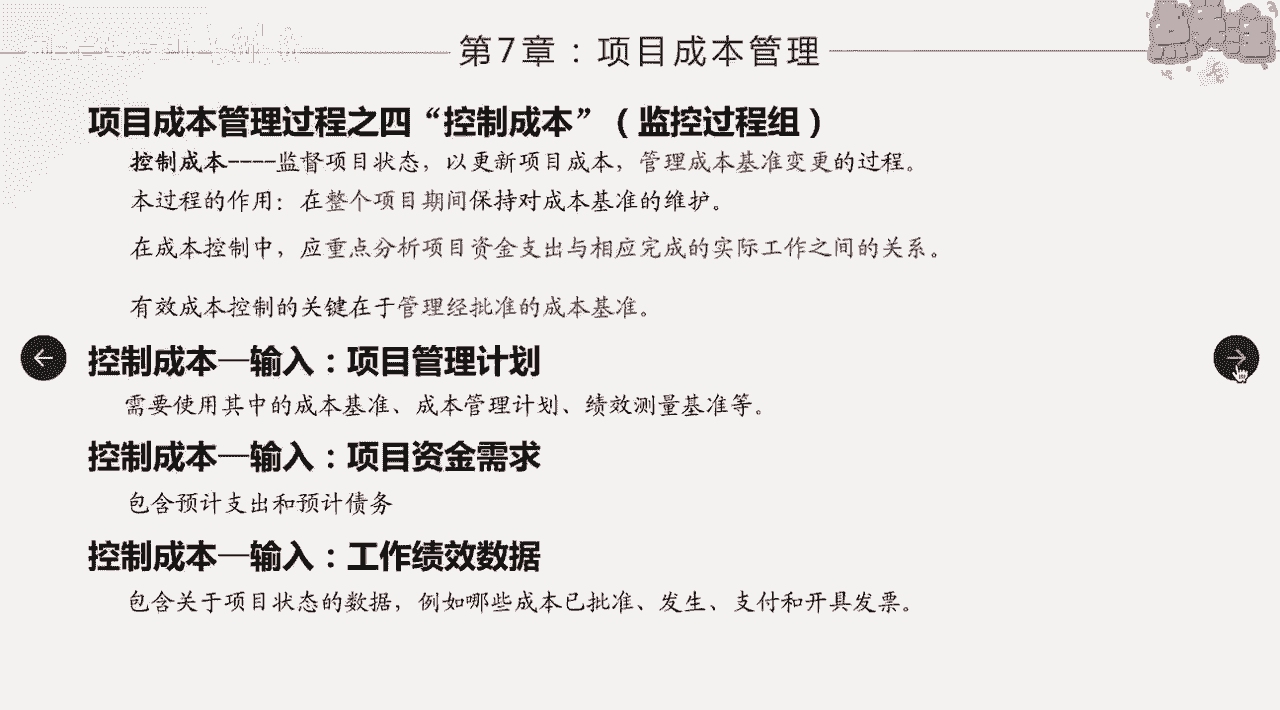 第7章：项目成本管理
项目成本管理过程之四“控制成本”（监控过程组）
控制成本----监督项目状态，以更新项目成本，管理成本基准变更的过程。
本过程的作用：在整个项目期间保持对成本基准的维护。
在成本控制中，应重点分析项目资金支出与相应完成的实际工作之间的关系。
有效成本控制的关键在于管理经批准的成本基准。
控制成本—输入：项目管理计划
需要使用其中的成本基准、成本管理计划、绩效测量基准等。
控制成本—输入：项目资金需求
包含预计支出和预计债务
控制成本—输入：工作绩效数据
包含关于项目状态的数据，例如哪些成本已批准、发生、支付和开具发票。